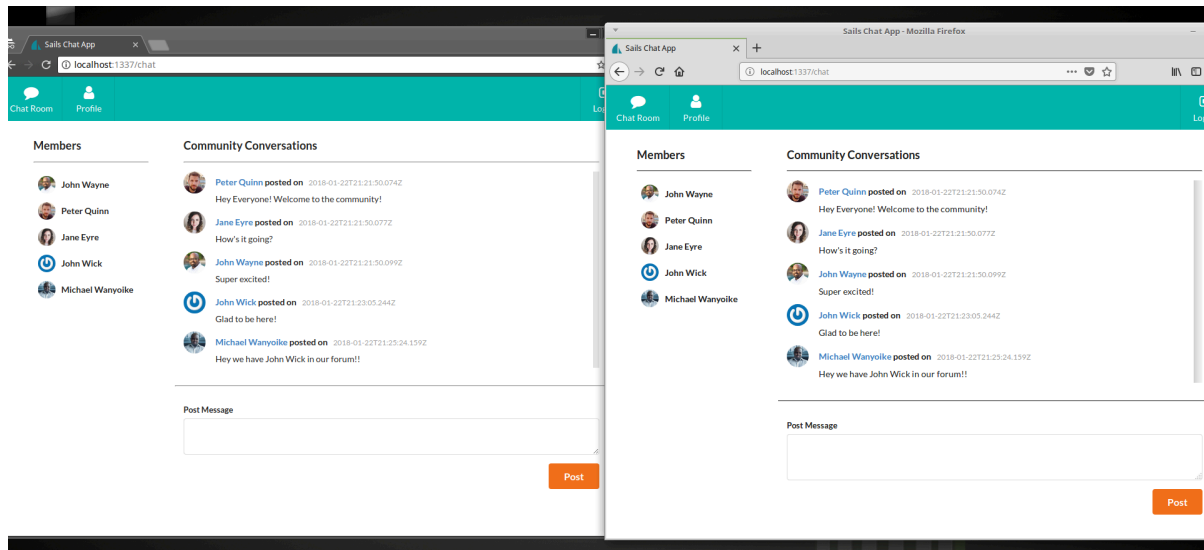 Sails Chat App
localhost:1337/chat
Chat Room
Profile
Members
John Wayne
Peter Quinn
Jane Eyre
John Wick
Michael Wanyoike
Community Conversations
Peter Quinn posted on 2018-01-22T21:21:50.074Z
Hey Everyone! Welcome to the community!
Jane Eyre posted on 2018-01-22T21:21:50.077Z
How's it going?
John Wayne posted on 2018-01-22T21:21:50.099Z
Super excited!
John Wick posted on 2018-01-22T21:23:05.244Z
Glad to be here!
Michael Wanyoike posted on 2018-01-22T21:25:24.159Z
Hey we have John Wick in our forum!!
Post Message
Post
Sails Chat App - Mozilla Firefox
Sails Chat App
localhost:1337/chat
Chat Room
Profile
Members
John Wayne
Peter Quinn
Jane Eyre
John Wick
Michael Wanyoike
Community Conversations
Peter Quinn posted on 2018-01-22T21:21:50.074Z
Hey Everyone! Welcome to the community!
Jane Eyre posted on 2018-01-22T21:21:50.077Z
How's it going?
John Wayne posted on 2018-01-22T21:21:50.099Z
Super excited!
John Wick posted on 2018-01-22T21:23:05.244Z
Glad to be here!
Michael Wanyoike posted on 2018-01-22T21:25:24.159Z
Hey we have John Wick in our forum!!
Post Message
Post